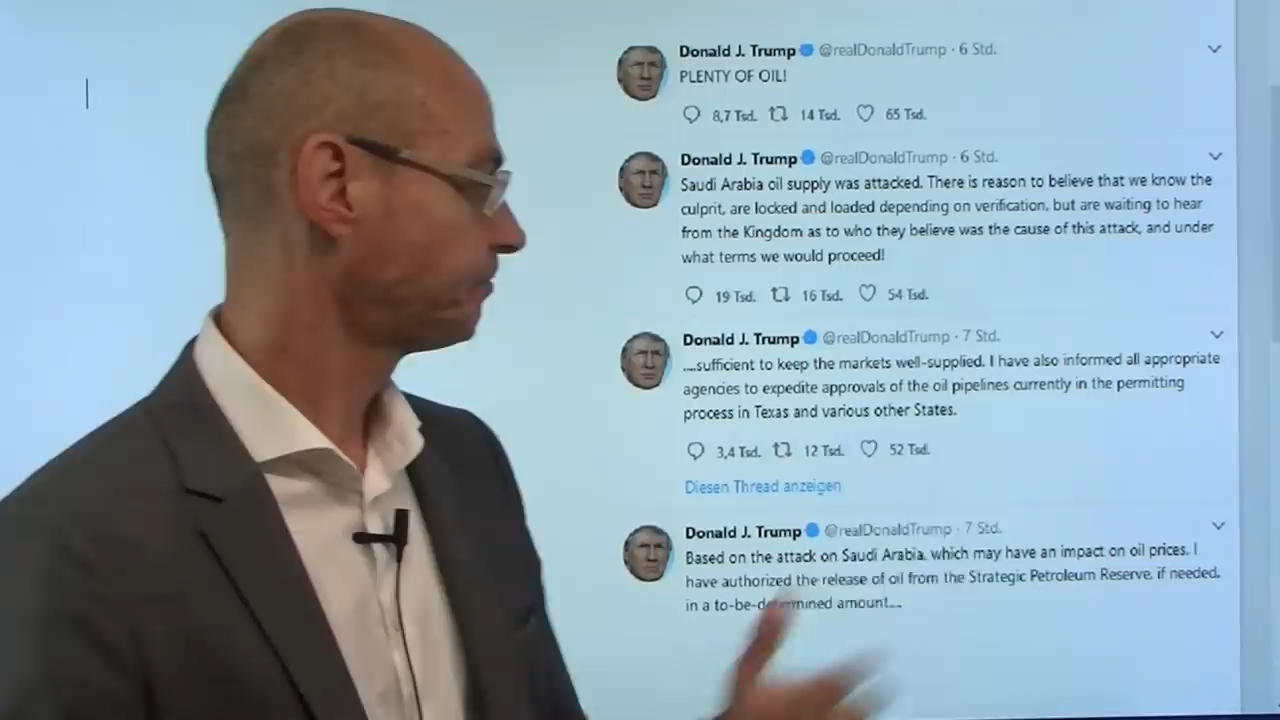 Donald J. Trump @realDonaldTrump · 6 Std.
PLENTY OF OIL!
8,7 Tsd. 14 Tsd. 65 Tsd.
Donald J. Trump @realDonaldTrump · 6 Std.
Saudi Arabia oil supply was attacked. There is reason to believe that we know the
culprit, are locked and loaded depending on verification, but are waiting to hear
from the Kingdom as to who they believe was the cause of this attack, and under
what terms we would proceed!
19 Tsd. 16 Tsd. 54 Tsd.
Donald J. Trump @realDonaldTrump · 7 Std.
....sufficient to keep the markets well-supplied. I have also informed all appropriate
agencies to expedite approvals of the oil pipelines currently in the permitting
process in Texas and various other States.
3,4 Tsd. 12 Tsd. 52 Tsd.
Diesen Thread anzeigen
Donald J. Trump @realDonaldTrump · 7 Std.
Based on the attack on Saudi Arabia, which may have an impact on oil prices, I
have authorized the release of oil from the Strategic Petroleum Reserve, if needed,
in a to-be-determined amount....